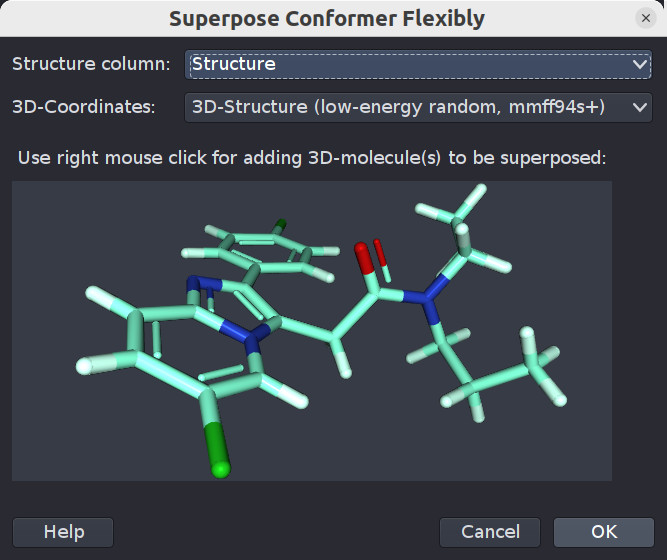 Superpose Conformer Flexibly
Structure column: Structure
3D-Coordinates: 3D-Structure (low-energy random, mmff94s+)
Use right mouse click for adding 3D-molecule(s) to be superposed:
Help Cancel OK